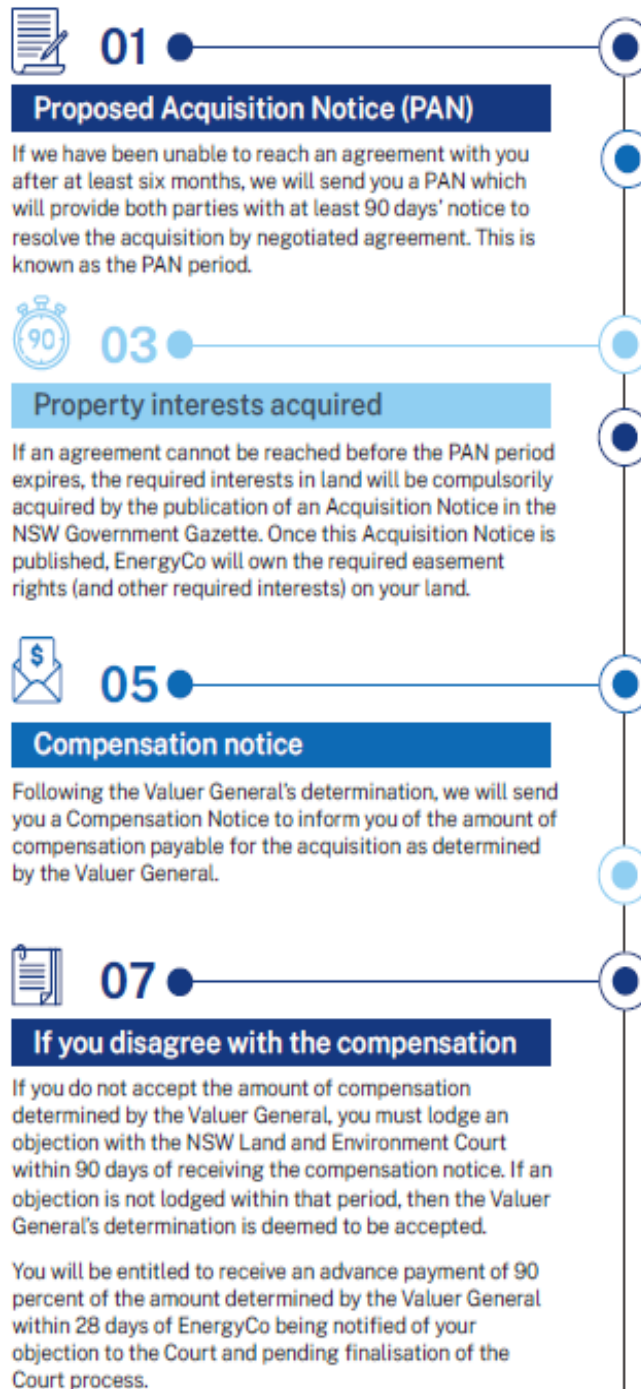 01
Proposed Acquisition Notice (PAN)
If we have been unable to reach an agreement with you
after at least six months, we will send you a PAN which
will provide both parties with at least 90 days’ notice to
resolve the acquisition by negotiated agreement. This is
known as the PAN period.
90
03
Property interests acquired
If an agreement cannot be reached before the PAN period
expires, the required interests in land will be compulsorily
acquired by the publication of an Acquisition Notice in the
NSW Government Gazette. Once this Acquisition Notice is
published, EnergyCo will own the required easement
rights (and other required interests) on your land.
$
05
Compensation notice
Following the Valuer General’s determination, we will send
you a Compensation Notice to inform you of the amount of
compensation payable for the acquisition as determined
by the Valuer General.
07
If you disagree with the compensation
If you do not accept the amount of compensation
determined by the Valuer General, you must lodge an
objection with the NSW Land and Environment Court
within 90 days of receiving the compensation notice. If an
objection is not lodged within that period, then the Valuer
General’s determination is deemed to be accepted.
You will be entitled to receive an advance payment of 90
percent of the amount determined by the Valuer General
within 28 days of EnergyCo being notified of your
objection to the Court and pending finalisation of the
Court process.